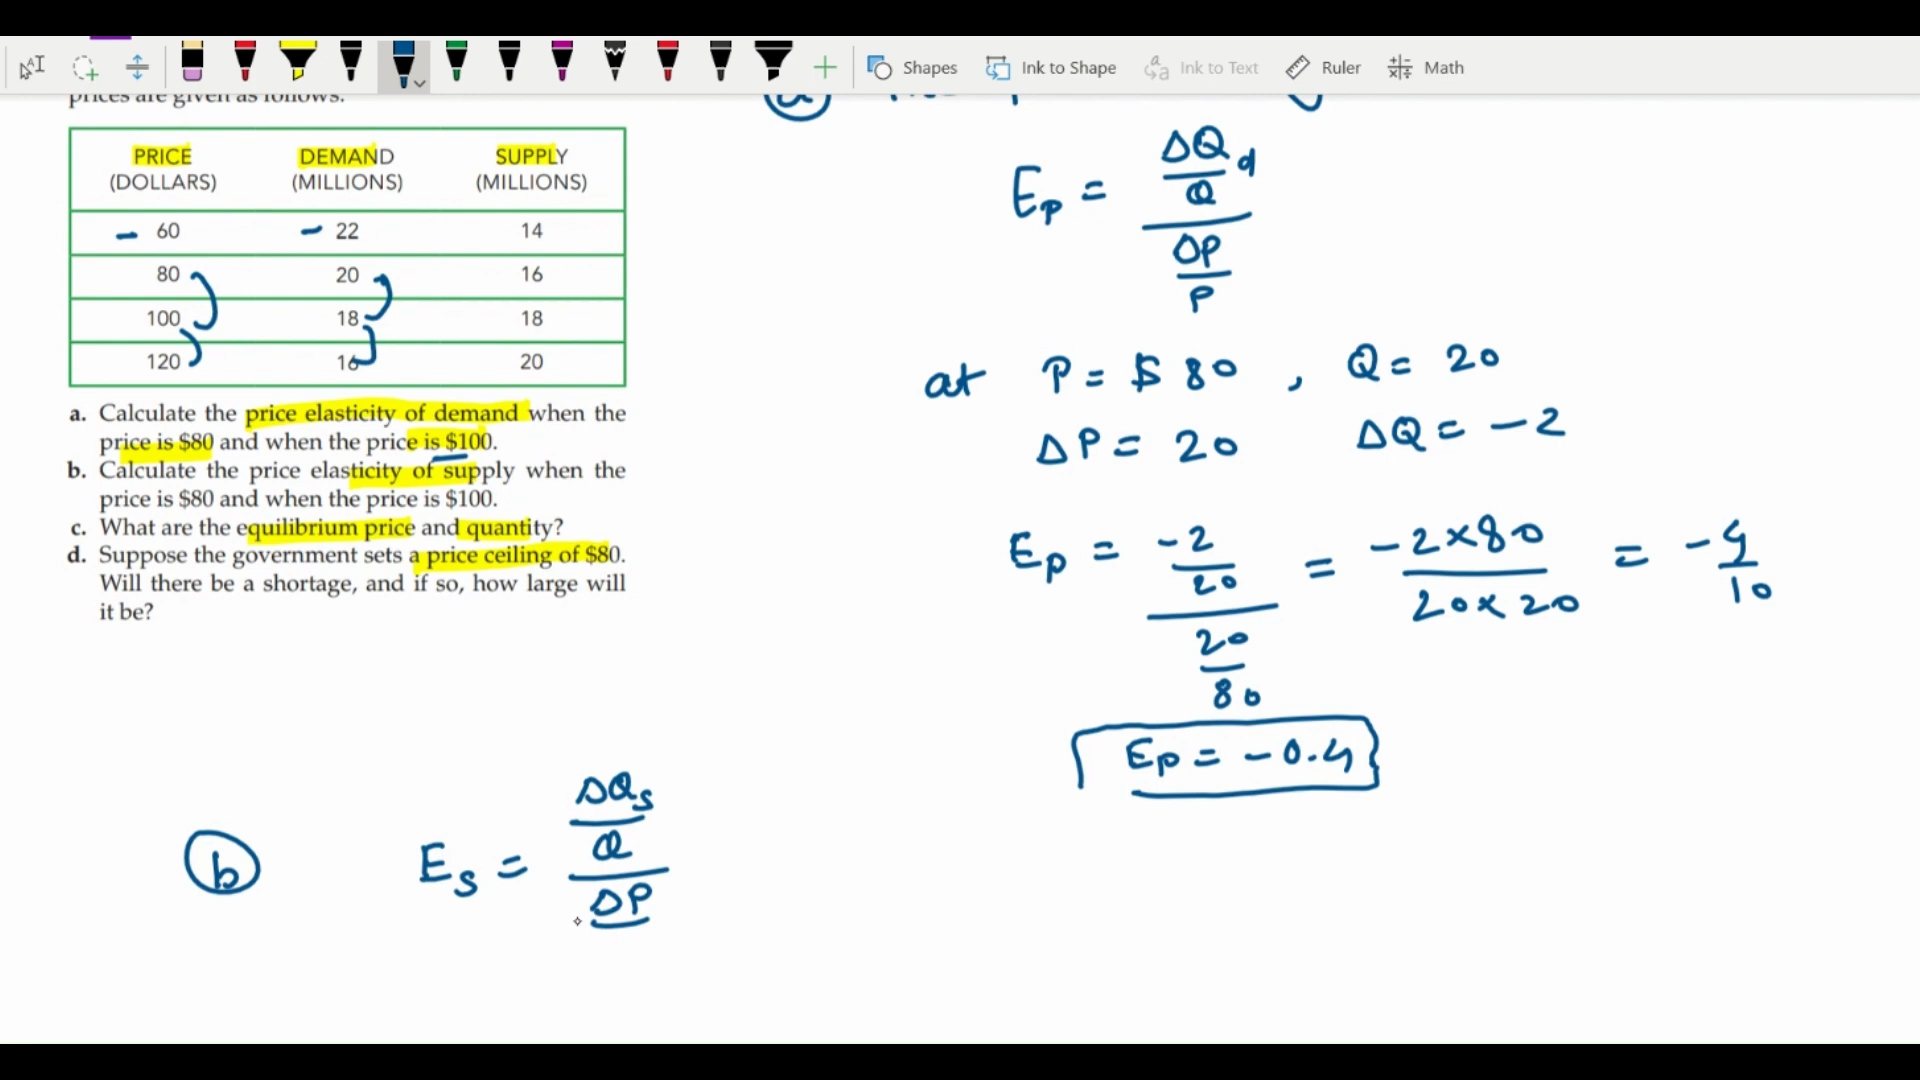 Shapes Ink to Shape Ink to Text Ruler Math
prices are given as follows:
PRICE DEMAND SUPPLY
(DOLLARS) (MILLIONS) (MILLIONS)
60 22 14
80 20 16
100 18 18
120 16 20
a. Calculate the price elasticity of demand when the
price is $80 and when the price is $100.
b. Calculate the price elasticity of supply when the
price is $80 and when the price is $100.
c. What are the equilibrium price and quantity?
d. Suppose the government sets a price ceiling of $80.
Will there be a shortage, and if so, how large will
it be?
ΔQd
Ep = Q
ΔP
P
at P = $ 80 , Q = 20
ΔP = 20 ΔQ = -2
Ep = -2/20 = -2×80 / 20×20 = -4/10
20/80
Ep = -0.4
b Es = ΔQs
Q
ΔP